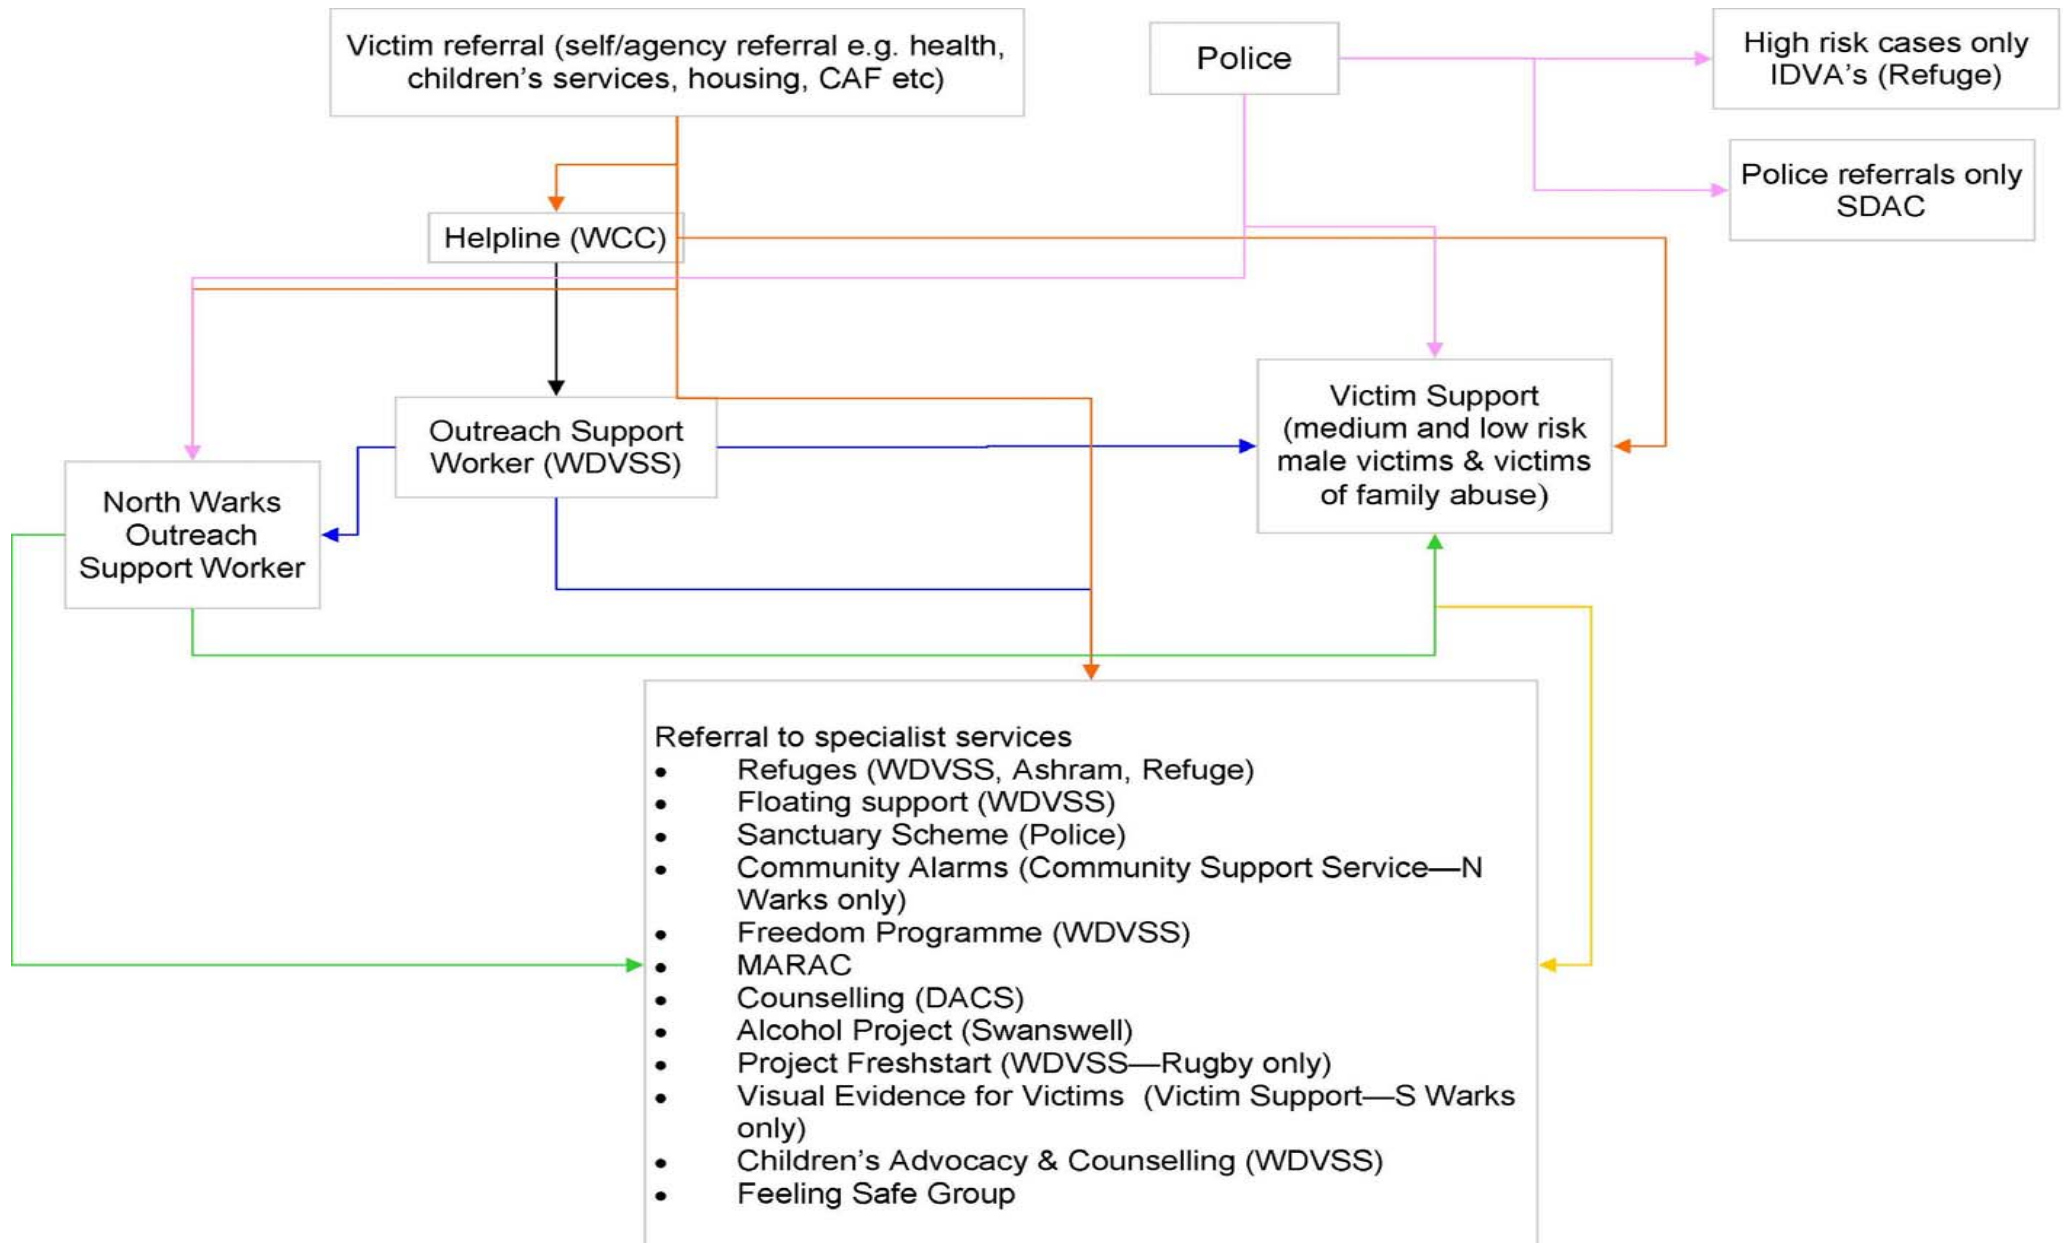 Victim referral (self/agency referral e.g. health,
children’s services, housing, CAF etc)
Police
High risk cases only
IDVA’s (Refuge)
Police referrals only
SDAC
Helpline (WCC)
Outreach Support
Worker (WDVSS)
Victim Support
(medium and low risk
male victims & victims
of family abuse)
North Warks
Outreach
Support Worker
Referral to specialist services
• Refuges (WDVSS, Ashram, Refuge)
• Floating support (WDVSS)
• Sanctuary Scheme (Police)
• Community Alarms (Community Support Service—N
Warks only)
• Freedom Programme (WDVSS)
• MARAC
• Counselling (DACS)
• Alcohol Project (Swanswell)
• Project Freshstart (WDVSS—Rugby only)
• Visual Evidence for Victims (Victim Support—S Warks
only)
• Children’s Advocacy & Counselling (WDVSS)
• Feeling Safe Group